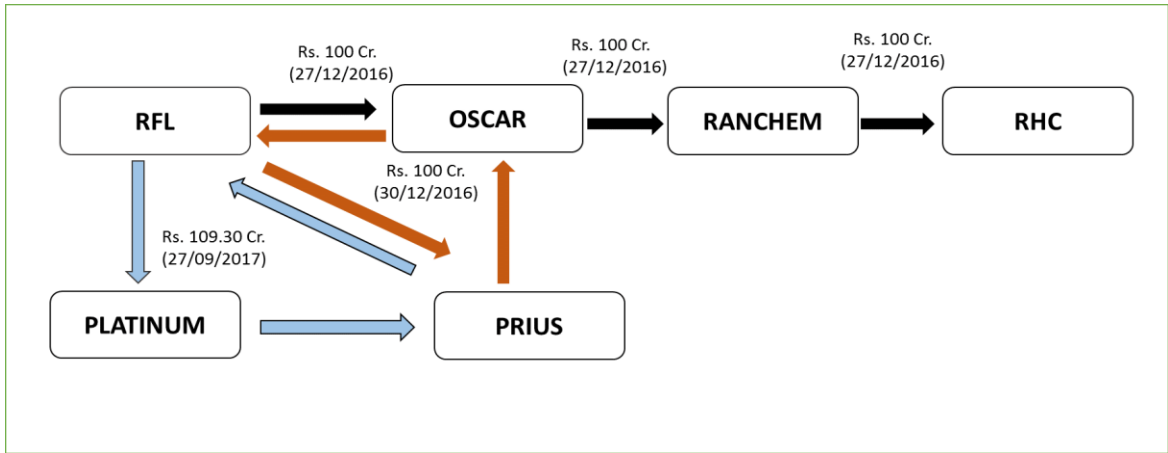 Rs. 100 Cr.
(27/12/2016)
Rs. 100 Cr.
(27/12/2016)
Rs. 100 Cr.
(27/12/2016)
RFL
OSCAR
RANCHEM
RHC
Rs. 100 Cr.
(30/12/2016)
Rs. 109.30 Cr.
(27/09/2017)
PLATINUM
PRIUS